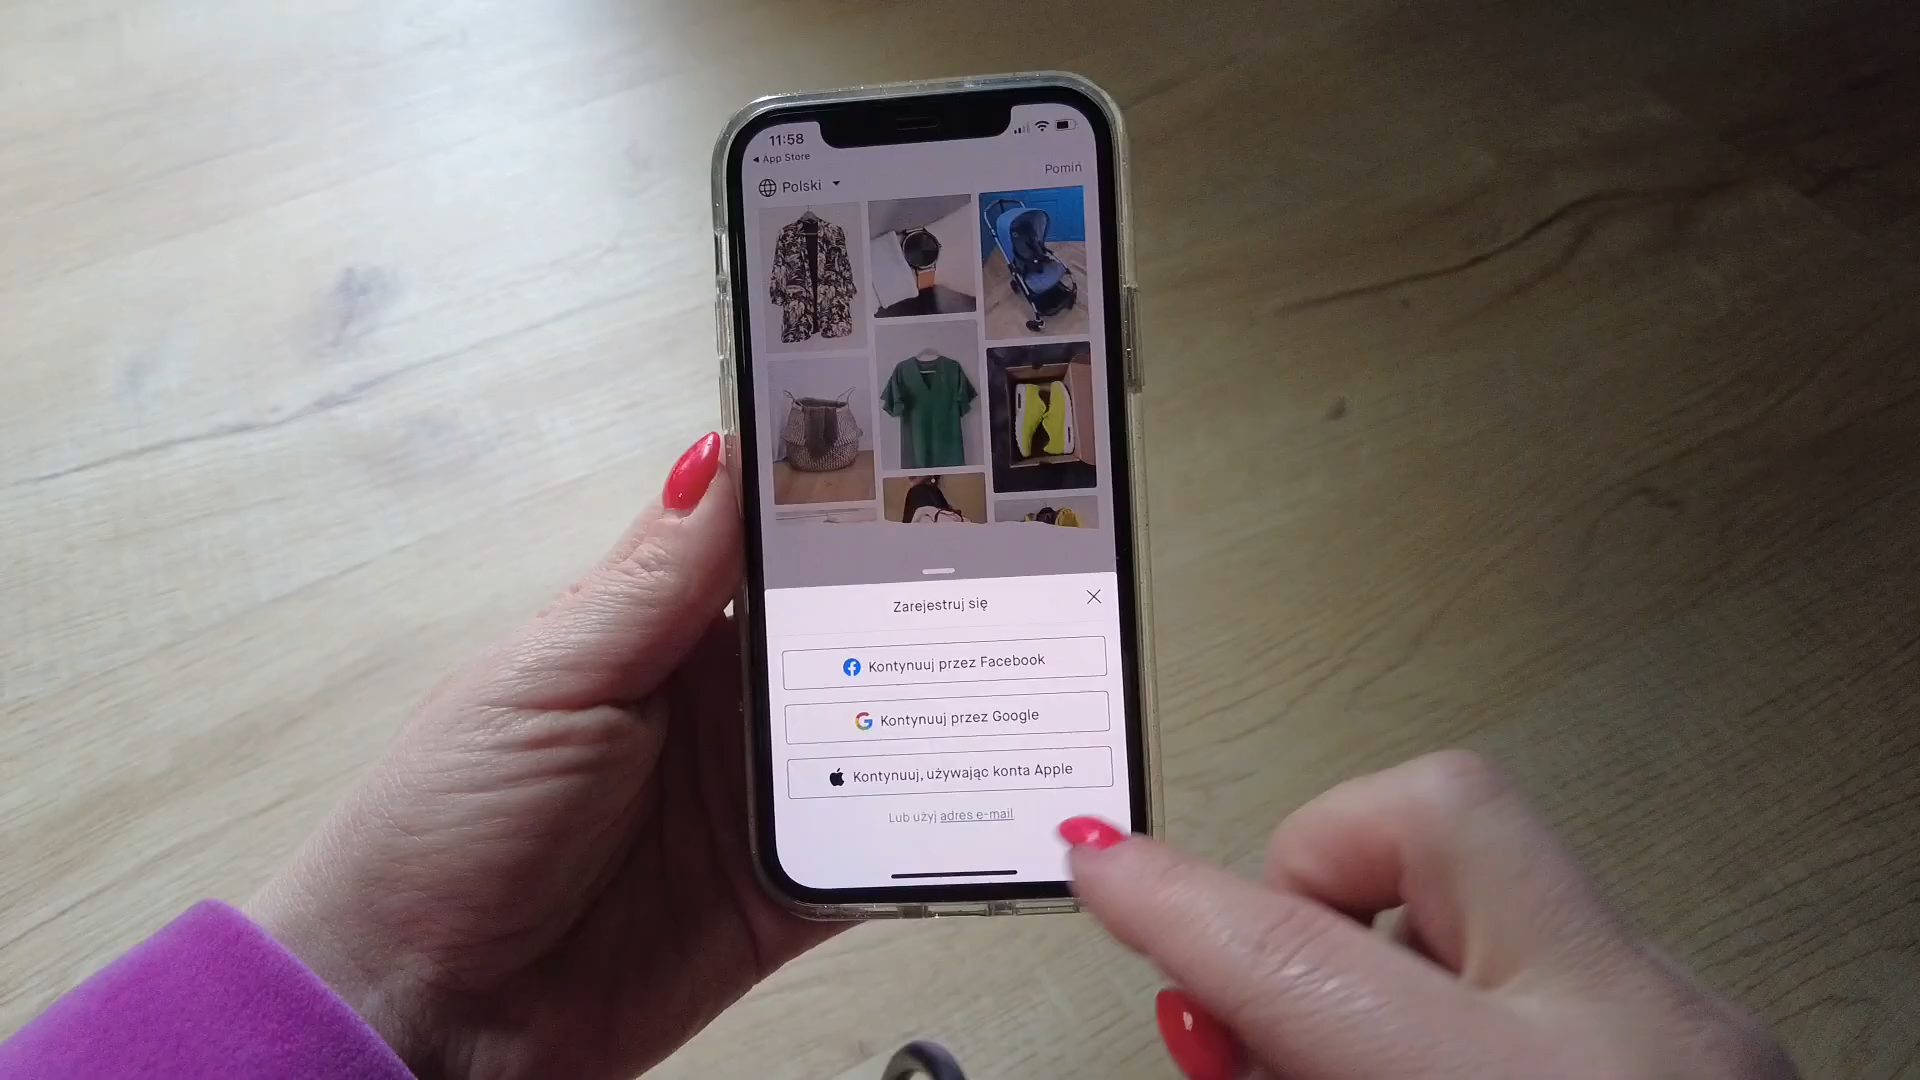 11:58
App Store
Polski
Pomiń
Zarejestruj się
Kontynuuj przez Facebook
Kontynuuj przez Google
Kontynuuj, używając konta Apple
Lub użyj adres e-mail